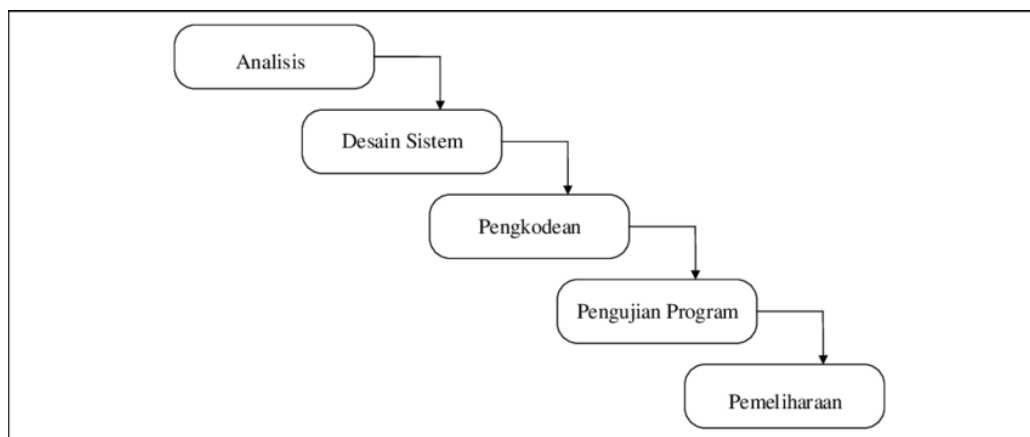 Analisis
Desain Sistem
Pengkodean
Pengujian Program
Pemeliharaan